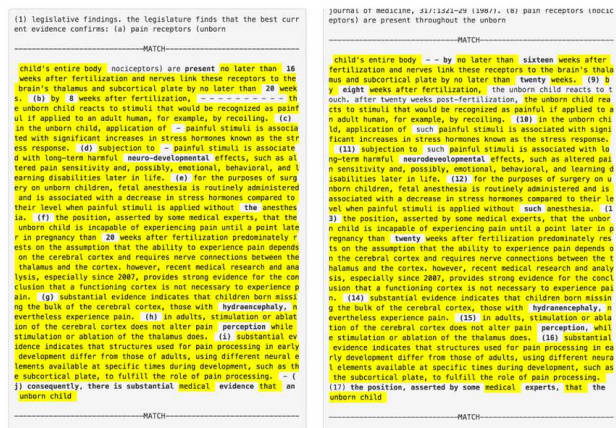 (1) legislative findings. the legislature finds that the best curr
ent evidence confirms: (a) pain receptors (unborn
MATCH
child's entire body nociceptors) are present no later than 16
weeks after fertilization and nerves link these receptors to the
brain's thalamus and subcortical plate by no later than 20 week
s. (b) by 8 weeks after fertilization, - - - - - - - - - - th
e unborn child reacts to stimuli that would be recognized as painf
ul if applied to an adult human, for example, by recoiling. (c)
in the unborn child, application of - painful stimuli is associa
ted with significant increases in stress hormones known as the str
ess response. (d) subjection to - painful stimuli is associate
d with long-term harmful neuro-developmental effects, such as al
tered pain sensitivity and, possibly, emotional, behavioral, and l
earning disabilities later in life. (e) for the purposes of surg
ery on unborn children, fetal anesthesia is routinely administered
and is associated with a decrease in stress hormones compared to
their level when painful stimuli is applied without the anesthes
ia. (f) the position, asserted by some medical experts, that the
unborn child is incapable of experiencing pain until a point late
r in pregnancy than 20 weeks after fertilization predominately r
ests on the assumption that the ability to experience pain depends
on the cerebral cortex and requires nerve connections between the
thalamus and the cortex. however, recent medical research and ana
lysis, especially since 2007, provides strong evidence for the con
clusion that a functioning cortex is not necessary to experience p
ain. (g) substantial evidence indicates that children born missi
ng the bulk of the cerebral cortex, those with hydraencephaly, n
evertheless experience pain. (h) in adults, stimulation or ablat
ion of the cerebral cortex does not alter pain perception while
stimulation or ablation of the thalamus does. (i) substantial ev
idence indicates that structures used for pain processing in early
development differ from those of adults, using different neural e
lements available at specific times during development, such as th
e subcortical plate, to fulfill the role of pain processing. - (
j) consequently, there is substantial medical evidence that an
unborn child
MATCH
journal of medicine, 317:1321-29 (1987). (8) pain receptors (nocic
eptors) are present throughout the unborn
MATCH
child's entire body - - by no later than sixteen weeks after
fertilization and nerves link these receptors to the brain's thala
mus and subcortical plate by no later than twenty weeks. (9) b
y eight weeks after fertilization, the unborn child reacts to t
ouch. after twenty weeks post-fertilization, the unborn child rea
cts to stimuli that would be recognized as painful if applied to a
n adult human, for example, by recoiling. (10) in the unborn chi
ld, application of such painful stimuli is associated with signi
ficant increases in stress hormones known as the stress response.
(11) subjection to such painful stimuli is associated with lo
ng-term harmful neurodevelopmental effects, such as altered pai
n sensitivity and, possibly, emotional, behavioral, and learning d
isabilities later in life. (12) for the purposes of surgery on u
nborn children, fetal anesthesia is routinely administered and is
associated with a decrease in stress hormones compared to their le
vel when painful stimuli is applied without such anesthesia. (1
3) the position, asserted by some medical experts, that the unbor
n child is incapable of experiencing pain until a point later in p
regnancy than twenty weeks after fertilization predominately res
ts on the assumption that the ability to experience pain depends o
n the cerebral cortex and requires nerve connections between the t
halamus and the cortex. however, recent medical research and analy
sis, especially since 2007, provides strong evidence for the concl
usion that a functioning cortex is not necessary to experience pai
n. (14) substantial evidence indicates that children born missin
g the bulk of the cerebral cortex, those with hydranencephaly, n
evertheless experience pain. (15) in adults, stimulation or abla
tion of the cerebral cortex does not alter pain perception, whil
e stimulation or ablation of the thalamus does. (16) substantial
evidence indicates that structures used for pain processing in ea
rly development differ from those of adults, using different neura
l elements available at specific times during development, such as
the subcortical plate, to fulfill the role of pain processing.
(17) the position, asserted by some medical experts, that the
unborn child
MATCH